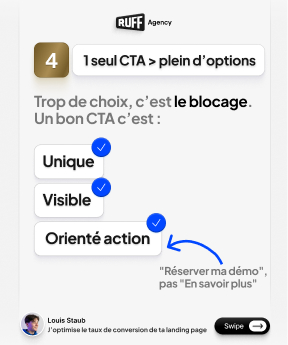 RUFF Agency
4
1 seul CTA > plein d'options
Trop de choix, c'est le blocage.
Un bon CTA c'est :
Unique
Visible
Orienté action
"Réserver ma démo",
pas "En savoir plus"
Louis Staub
J'optimise le taux de conversion de ta landing page
Swipe